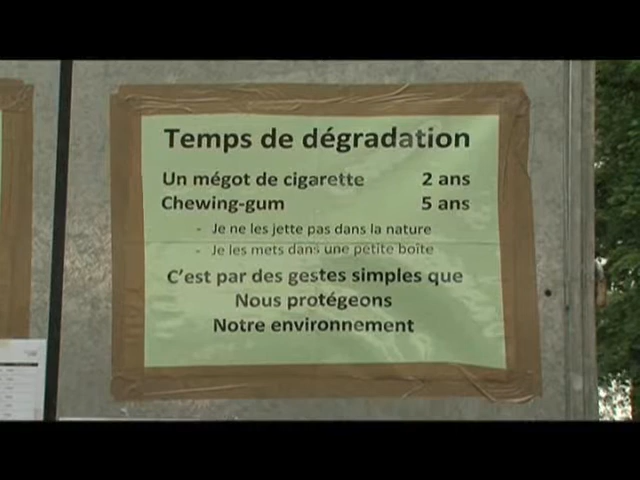 Temps de dégradation
Un mégot de cigarette 2 ans
Chewing-gum 5 ans
- Je ne les jette pas dans la nature
- Je les mets dans une petite boîte
C'est par des gestes simples que
Nous protégeons
Notre environnement